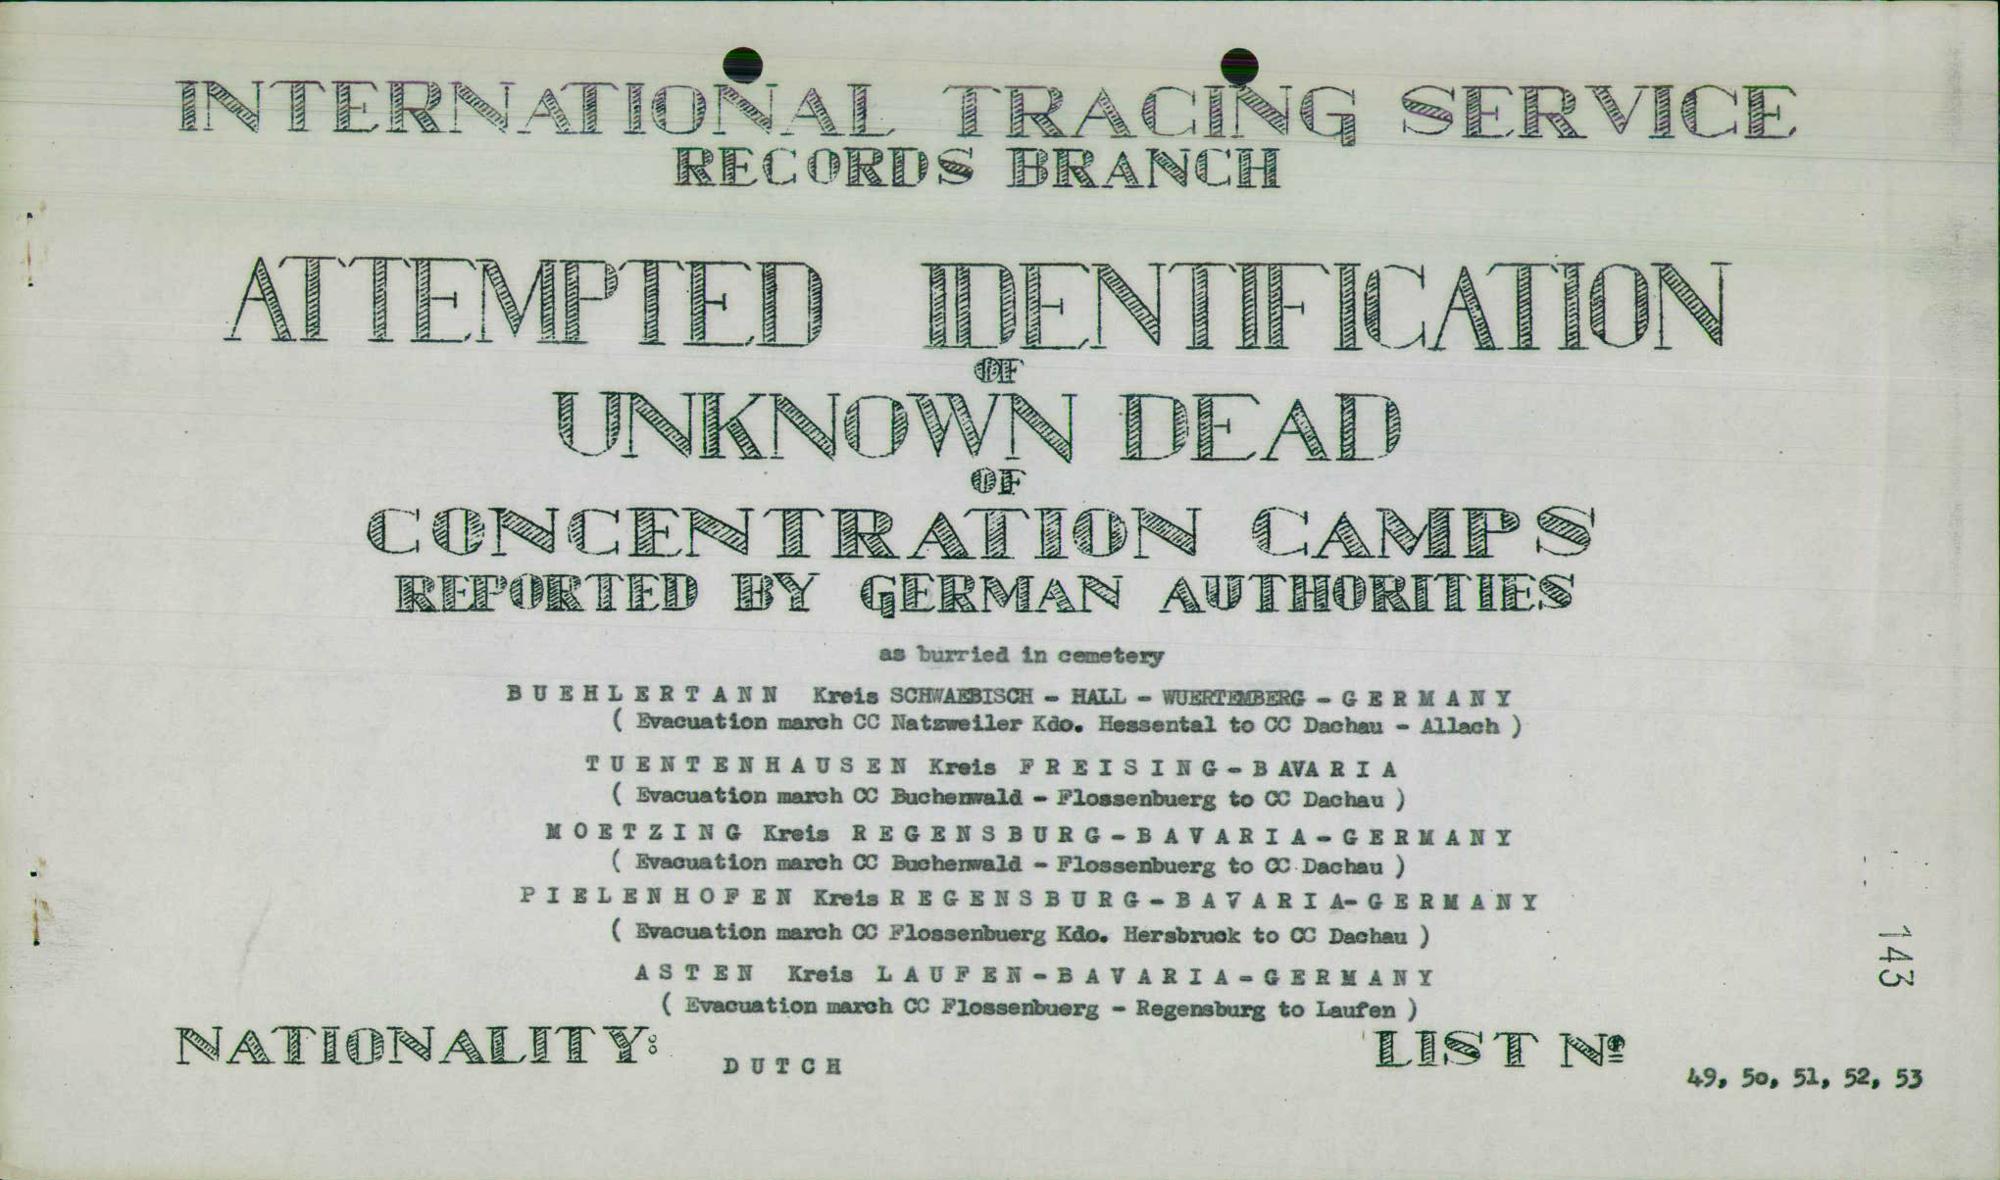 INTERNATIONAL TRACING SERVICE
RECORDS BRANCH
ATTEMPTED IDENTIFICATION
OF
UNKNOWN DEAD
OF
CONCENTRATION CAMPS
REPORTED BY GERMAN AUTHORITIES
as burried in cemetery
BUEHLERTANN Kreis SCHWAEBISCH - HALL - WUERTEMBERG - GERMANY
( Evacuation march CC Natzweiler Kdo. Hessental to CC Dachau - Allach )
TUENTENHAUSEN Kreis FREISING-BAVARIA
( Evacuation march CC Buchenwald - Flossenbuerg to CC Dachau )
MOETZING Kreis REGENSBURG-BAVARIA-GERMANY
( Evacuation march CC Buchenwald - Flossenbuerg to CC Dachau )
PIELENHOFEN Kreis REGENSBURG-BAVARIA-GERMANY
( Evacuation march CC Flossenbuerg Kdo. Hersbruck to CC Dachau )
ASTEN Kreis LAUFEN-BAVARIA-GERMANY
( Evacuation march CC Flossenbuerg - Regensburg to Laufen )
NATIONALITY: DUTCH
LIST Nº 49, 50, 51, 52, 53
143